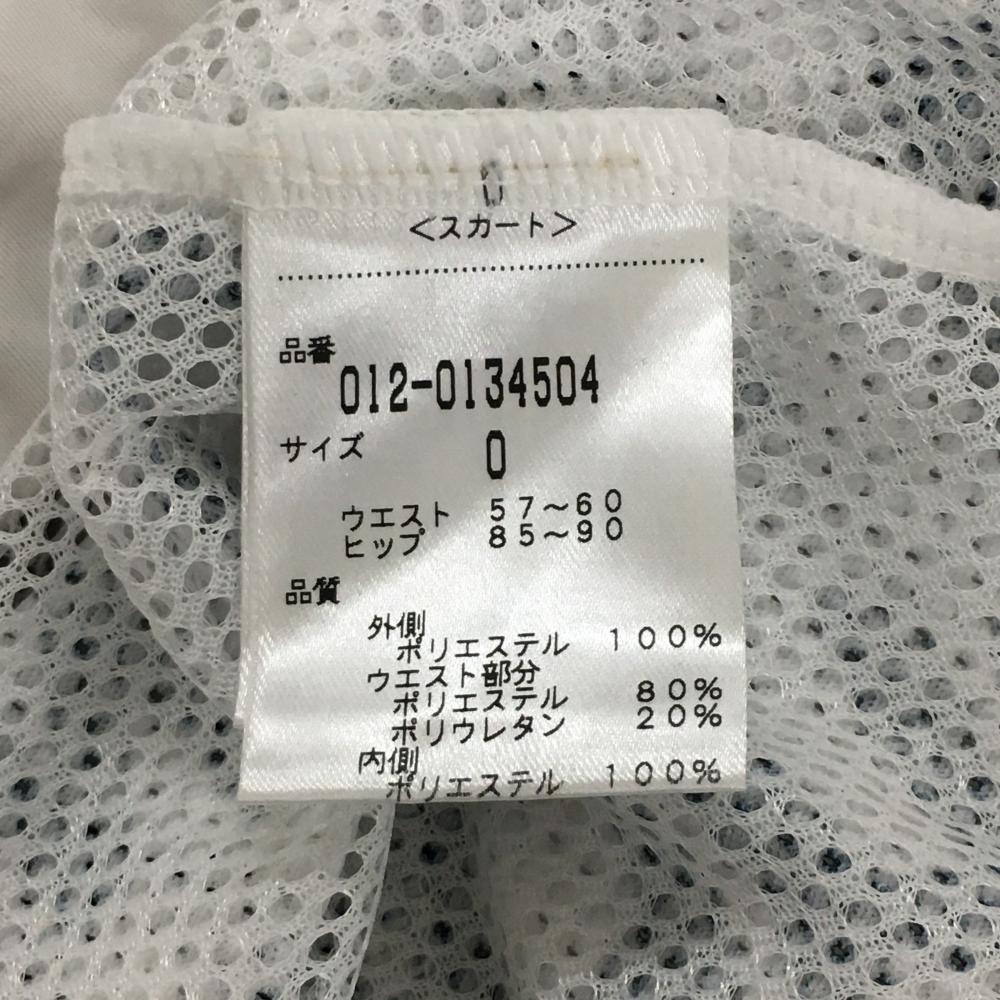 <スカート>
品番
012-0134504
サイズ 0
ウエスト 57~60
ヒップ 85~90
品質
外側
ポリエステル 100%
ウエスト部分
ポリエステル 80%
ポリウレタン 20%
内側
ポリエステル 100%